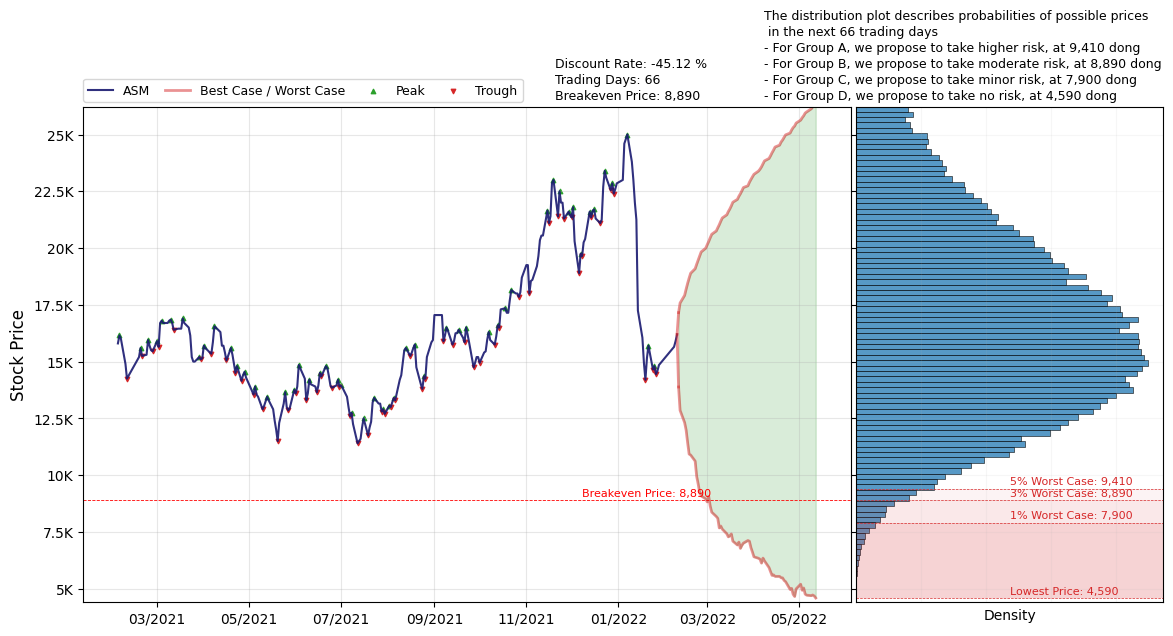 The distribution plot describes probabilities of possible prices
in the next 66 trading days
- For Group A, we propose to take higher risk, at 9,410 dong
- For Group B, we propose to take moderate risk, at 8,890 dong
- For Group C, we propose to take minor risk, at 7,900 dong
- For Group D, we propose to take no risk, at 4,590 dong
Discount Rate: -45.12 %
Trading Days: 66
Breakeven Price: 8,890
ASM
Best Case / Worst Case
Peak
Trough
Stock Price
25K
22.5K
20K
17.5K
15K
12.5K
10K
7.5K
5K
Breakeven Price: 8,890
03/2021
05/2021
07/2021
09/2021
11/2021
01/2022
03/2022
05/2022
5% Worst Case: 9,410
3% Worst Case: 8,890
1% Worst Case: 7,900
Lowest Price: 4,590
Density